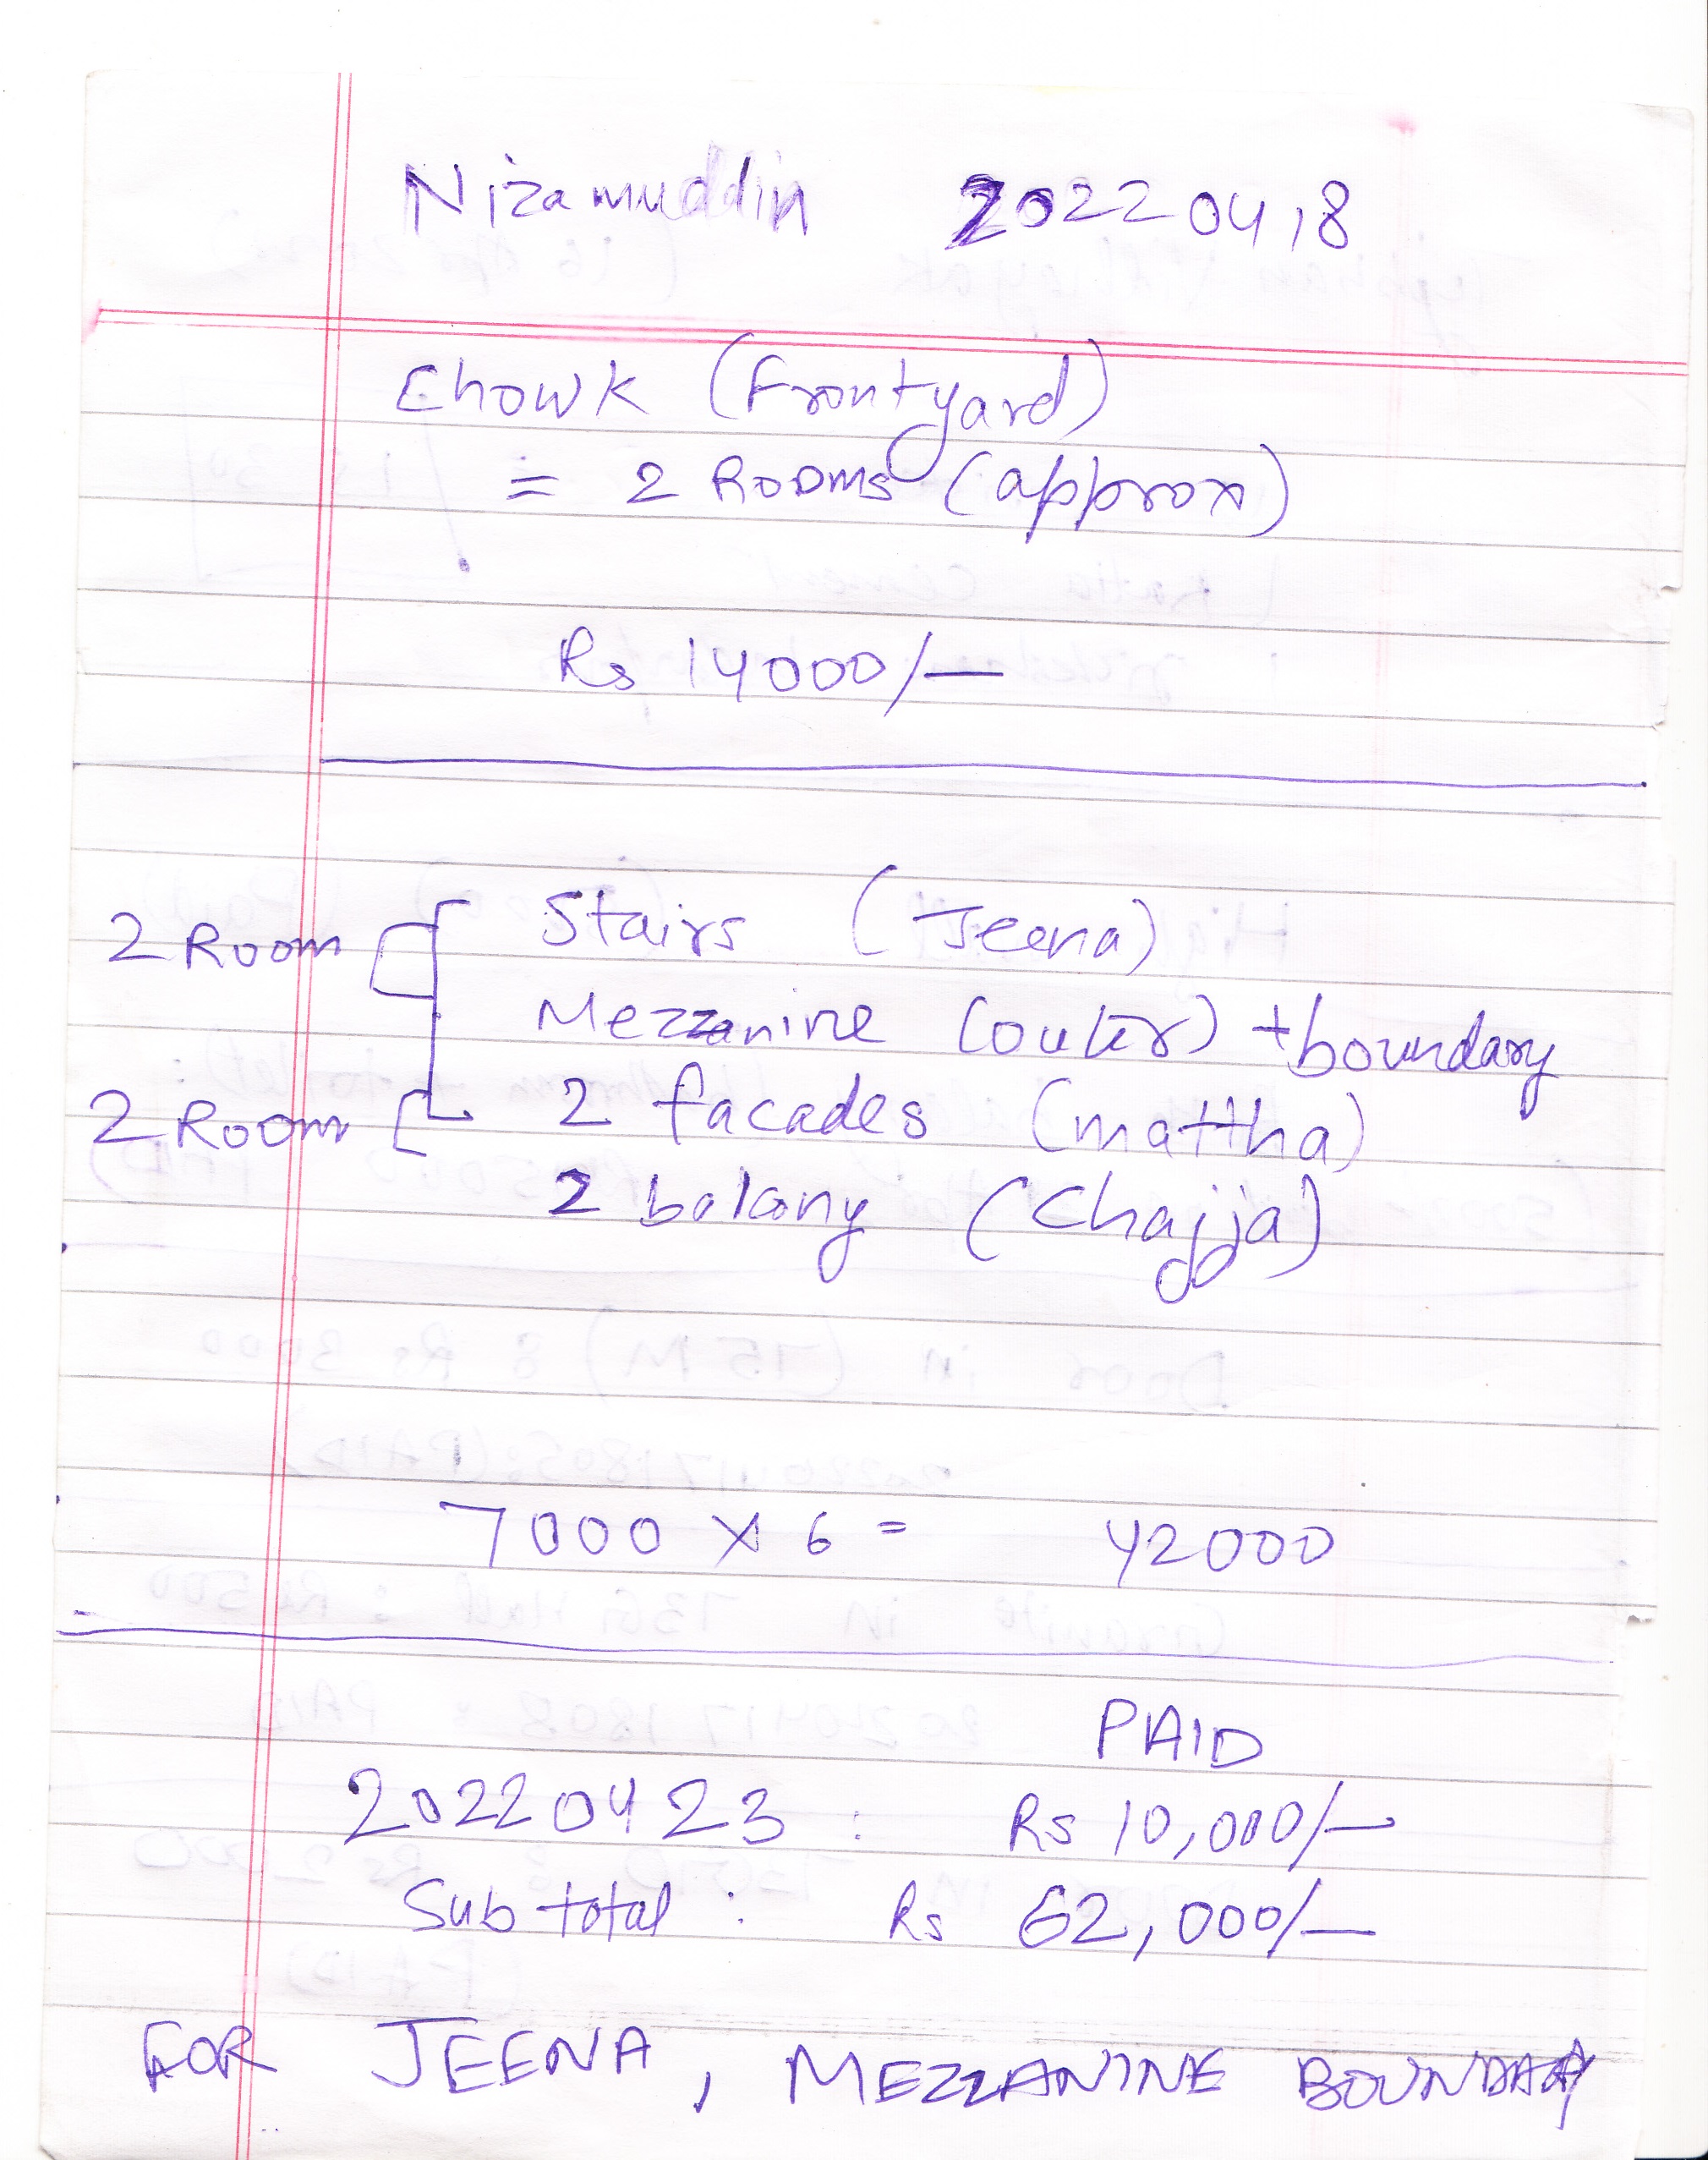 Nizamuddin 20220418
Chowk (Frontyard)
= 2 Rooms (approx)
Rs 14000/-
2 Room Stairs (Jeena)
Mezzanine (outer) + boundary
2 Room 2 facades (mattha)
2 balcony (Chajja)
7000 x 6 = 42000
PAID
20220423 : Rs 10,000/-
Sub total : Rs 62,000/-
FOR JEENA, MEZZANINE BOUNDARY